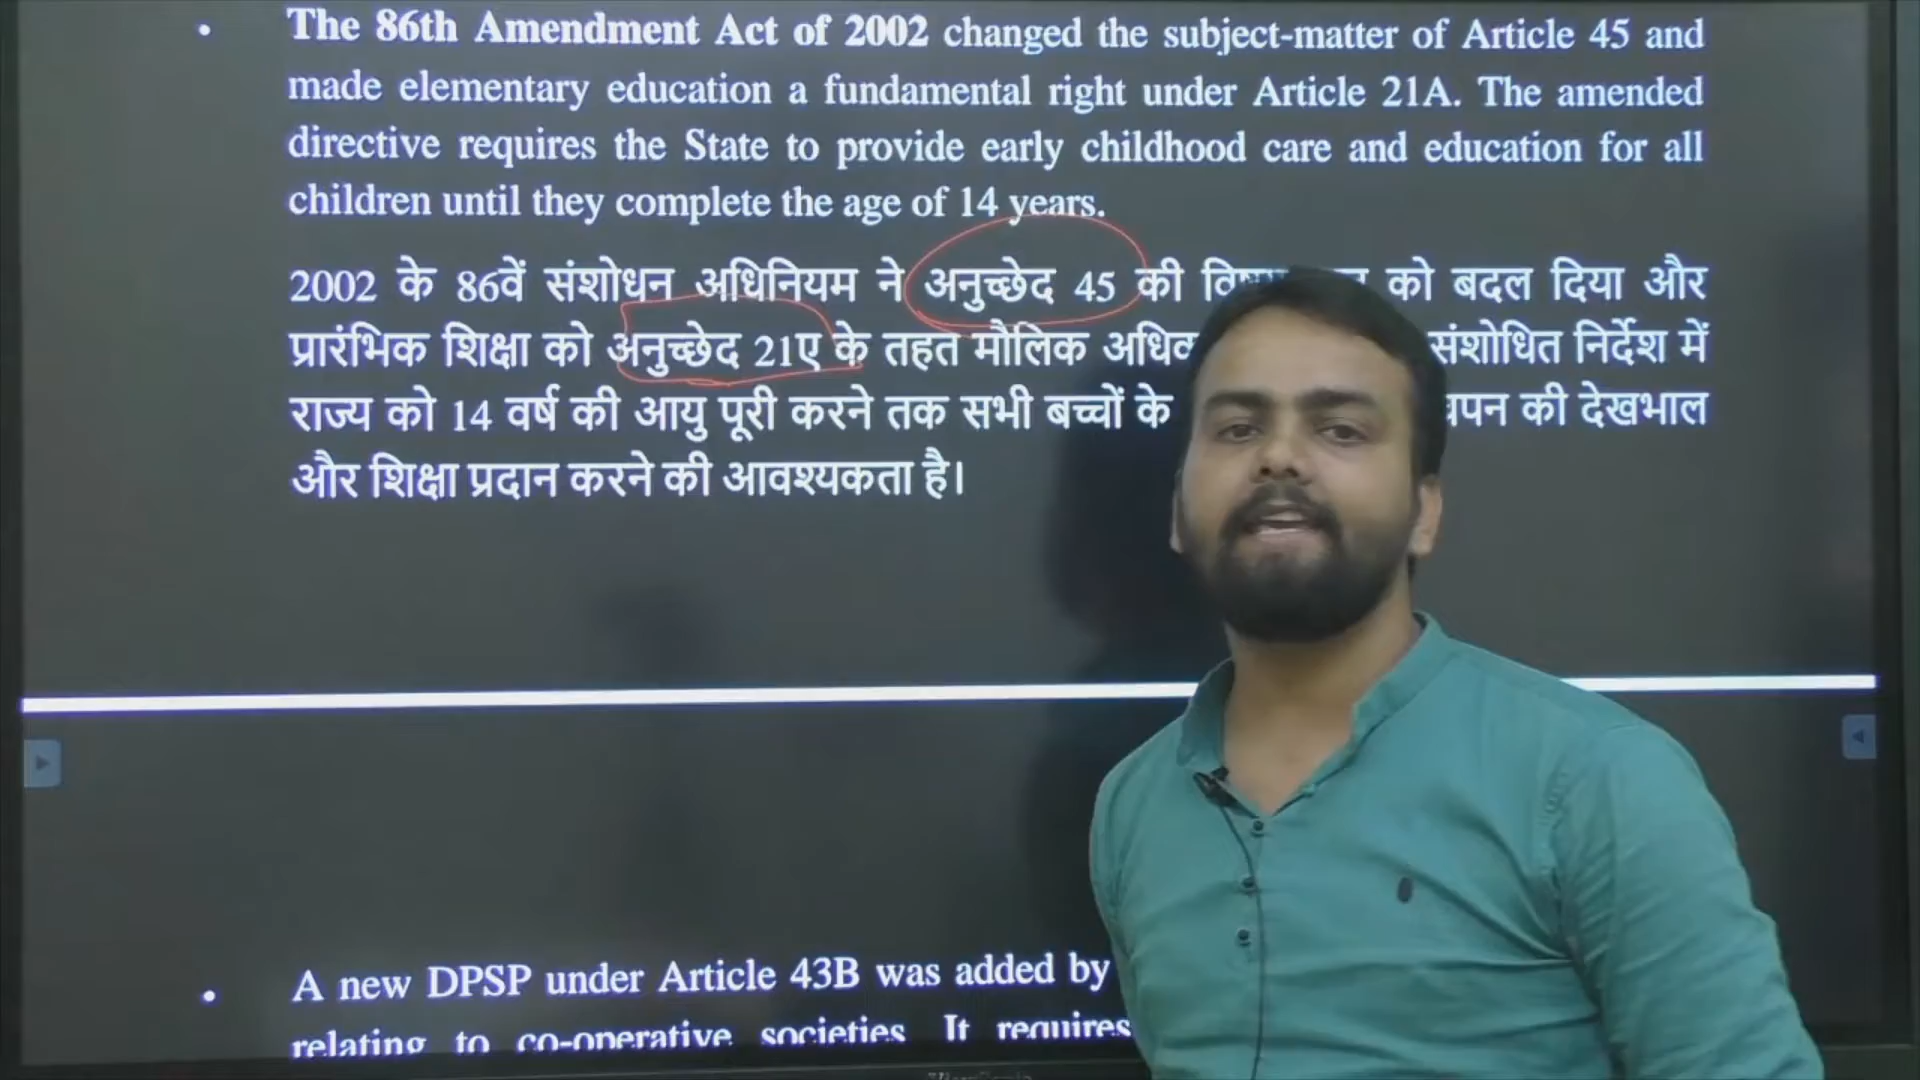 • The 86th Amendment Act of 2002 changed the subject-matter of Article 45 and
made elementary education a fundamental right under Article 21A. The amended
directive requires the State to provide early childhood care and education for all
children until they complete the age of 14 years.
2002 के 86वें संशोधन अधिनियम ने अनुच्छेद 45 की को बदल दिया और
प्रारंभिक शिक्षा को अनुच्छेद 21ए के तहत मौलिक संशोधित निर्देश में
राज्य को 14 वर्ष की आयु पूरी करने तक सभी बच्चों के की देखभाल
और शिक्षा प्रदान करने की आवश्यकता है।
• A new DPSP under Article 43B was added by
relating to co-operative societies. It requires